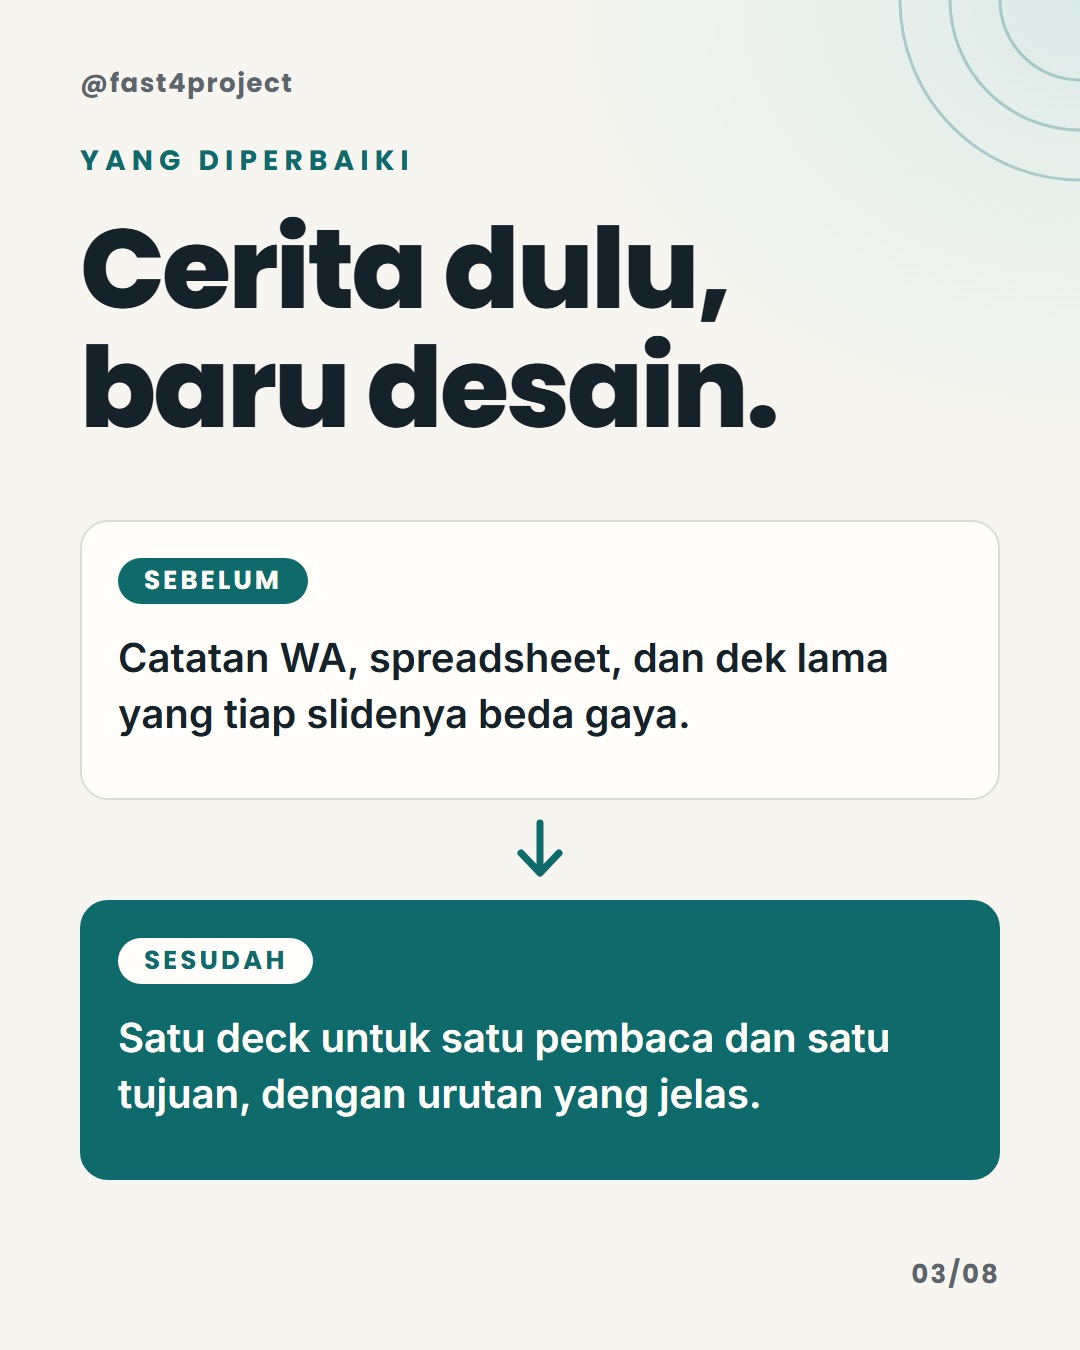 @fast4project
YANG DIPERBAIKI
Cerita dulu,
baru desain.
SEBELUM
Catatan WA, spreadsheet, dan dek lama
yang tiap slidenya beda gaya.
SESUDAH
Satu deck untuk satu pembaca dan satu
tujuan, dengan urutan yang jelas.
03/08